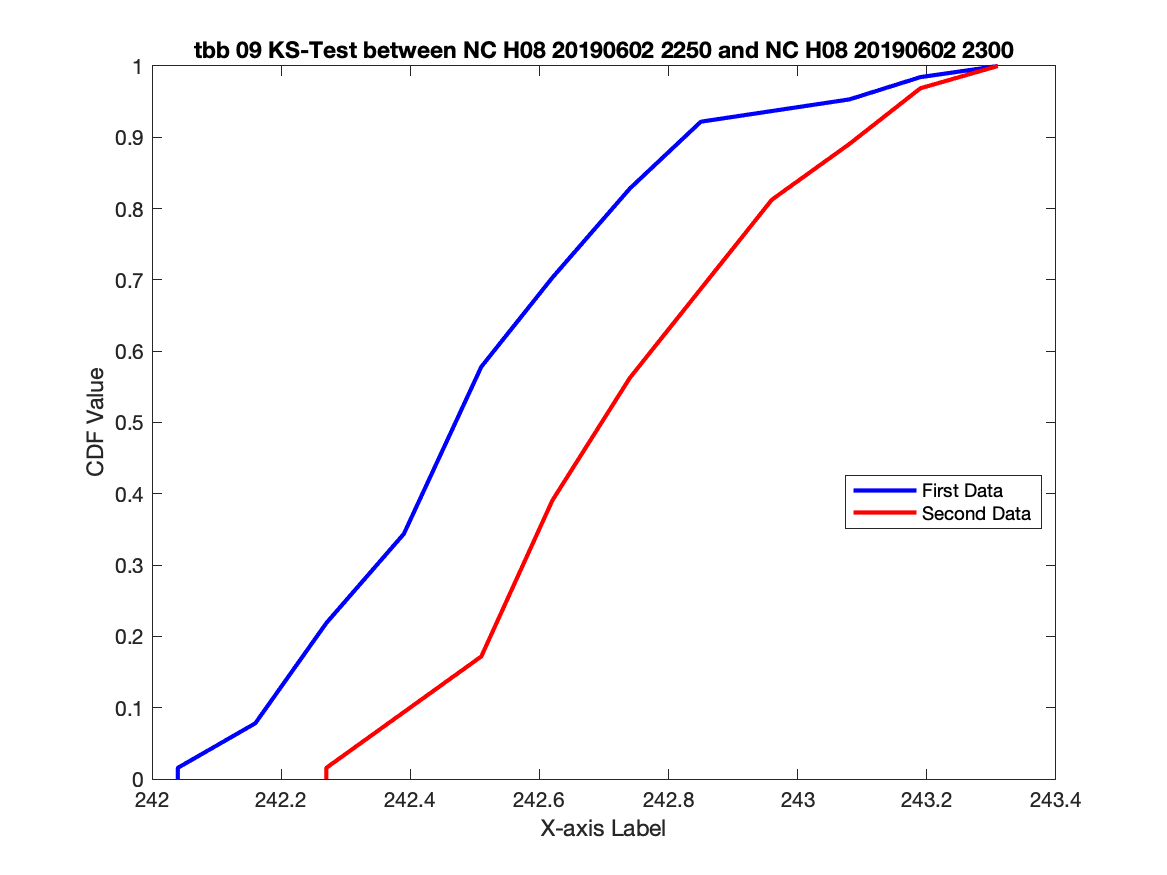 tbb 09 KS-Test between NC H08 20190602 2250 and NC H08 20190602 2300
1
0.9
0.8
0.7
0.6
0.5
0.4
0.3
0.2
0.1
0
CDF Value
First Data
Second Data
242 242.2 242.4 242.6 242.8 243 243.2 243.4
X-axis Label